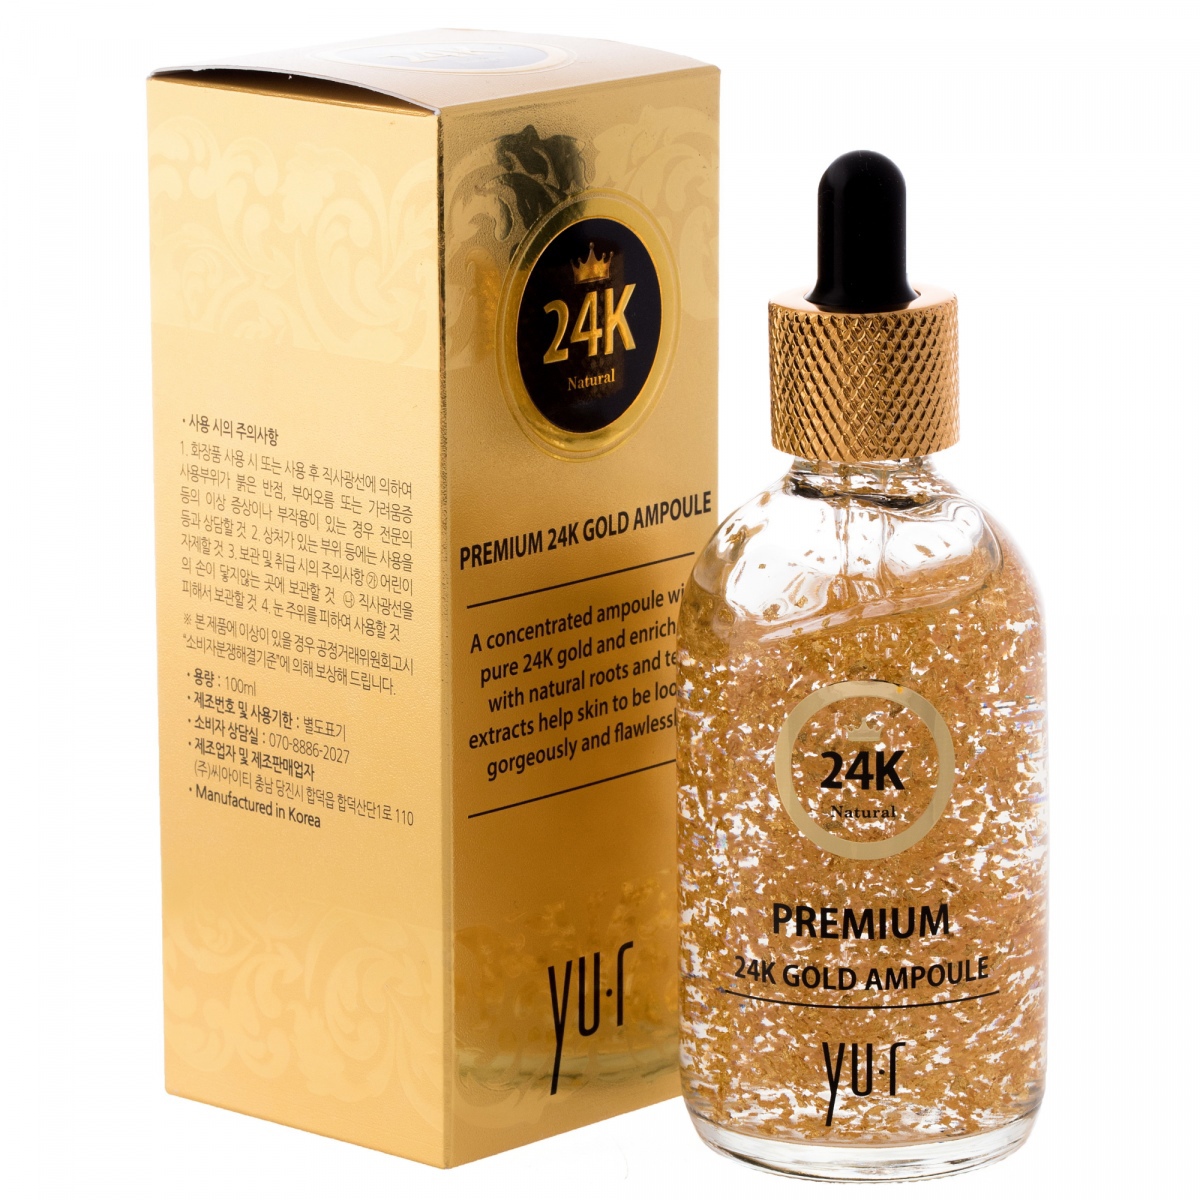 24K
· 사용 시의 주의사항
1. 화장품 사용 시 또는 사용 후 직사광선에 의하여
사용부위가 붉은 반점, 부어오름 또는 가려움증
등의 이상 증상이나 부작용이 있는 경우 전문의
등과 상담할 것 2. 상처가 있는 부위 등에는 사용을
자제할 것 3. 보관 및 취급 시의 주의사항 ㉮ 어린이
의 손이 닿지않는 곳에 보관할 것 ㉯ 직사광선을
피해서 보관할 것 4. 눈 주위를 피하여 사용할 것
※ 본 제품에 이상이 있을 경우 공정거래위원회고시
"소비자분쟁해결기준"에 의해 보상해 드립니다.
· 용량 : 100ml
· 제조번호 및 사용기한 : 별도표기
· 소비자 상담실 : 070-8886-2027
· 제조업자 및 제조판매업자
(주)씨아이티 충남 당진시 합덕읍 합덕산단1로 110
· Manufactured in Korea
24K
Natural
PREMIUM 24K GOLD AMPOULE
A concentrated ampoule wi
pure 24K gold and enrich
with natural roots and te
extracts help skin to be loo
gorgeously and flawless
yu·r
24K
Natural
PREMIUM
24K GOLD AMPOULE
yu·r